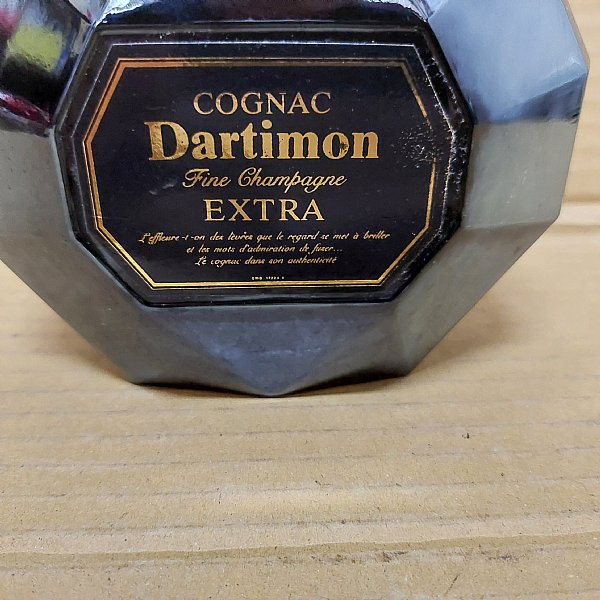 COGNAC
Dartimon
Fine Champagne
EXTRA
L'effleure-t-on des lèvres que le regard se met à briller
et les mots d'admiration de fuser...
Le cognac dans son authenticité